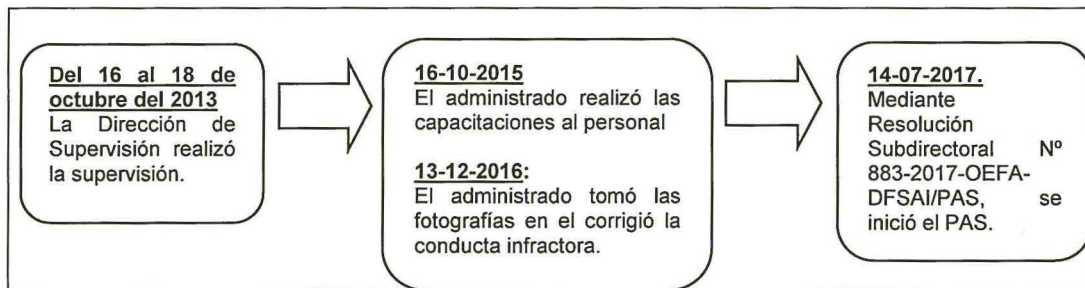 Del 16 al 18 de
octubre del 2013
La Dirección de
Supervisión realizó
la supervisión.
16-10-2015
El administrado realizó las
capacitaciones al personal
13-12-2016:
El administrado tomó las
fotografías en el corrigió la
conducta infractora.
14-07-2017.
Mediante
Resolución
Subdirectoral Nº
883-2017-OEFA-
DFSAI/PAS, se
inició el PAS.